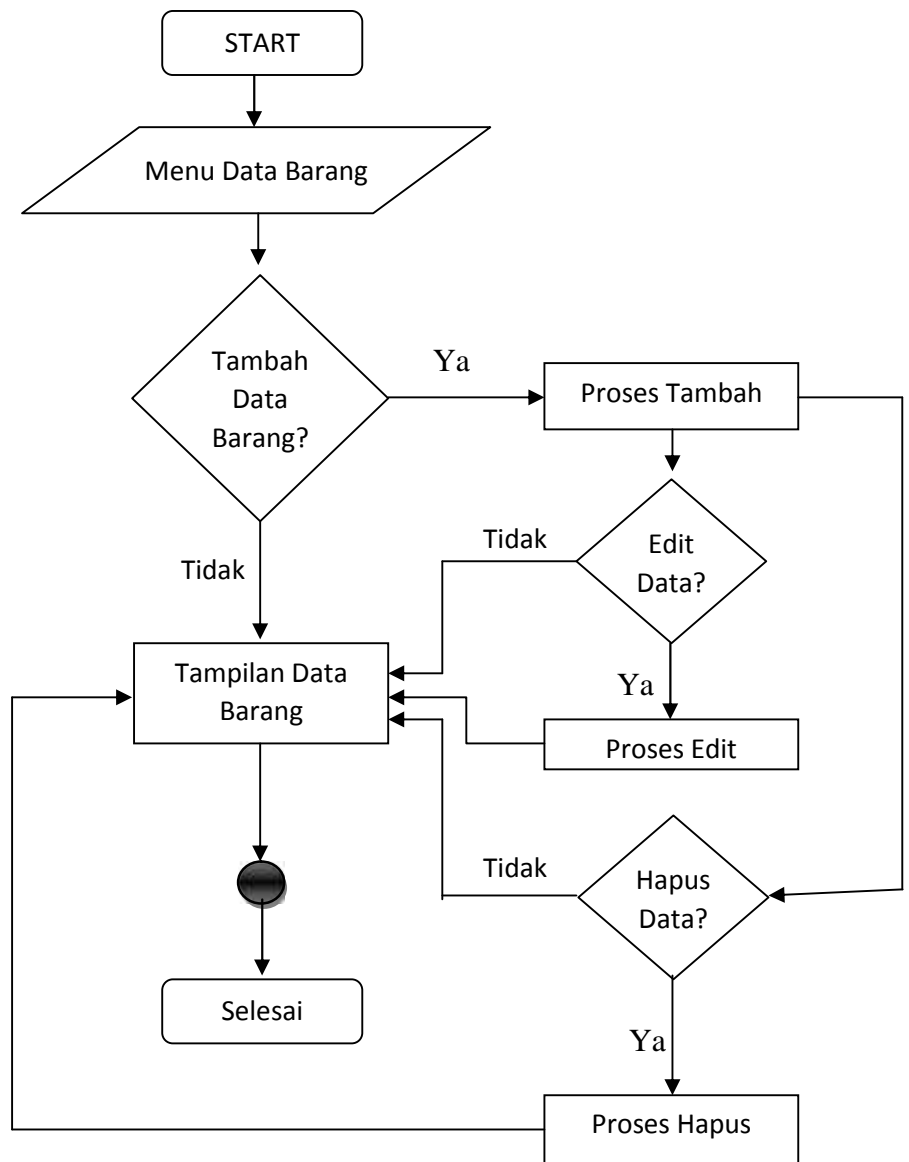 START
Menu Data Barang
Tambah
Data
Barang?
Ya
Proses Tambah
Tidak
Edit
Data?
Tidak
Tampilan Data
Barang
Ya
Proses Edit
Tidak
Hapus
Data?
Selesai
Ya
Proses Hapus